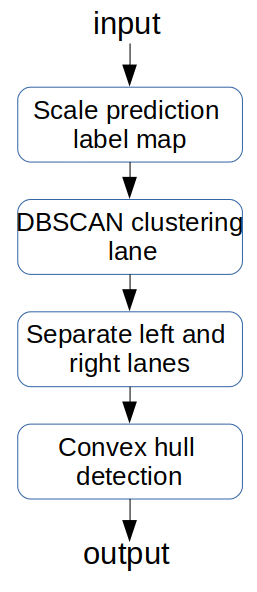 input
Scale prediction
label map
DBSCAN clustering
lane
Separate left and
right lanes
Convex hull
detection
output